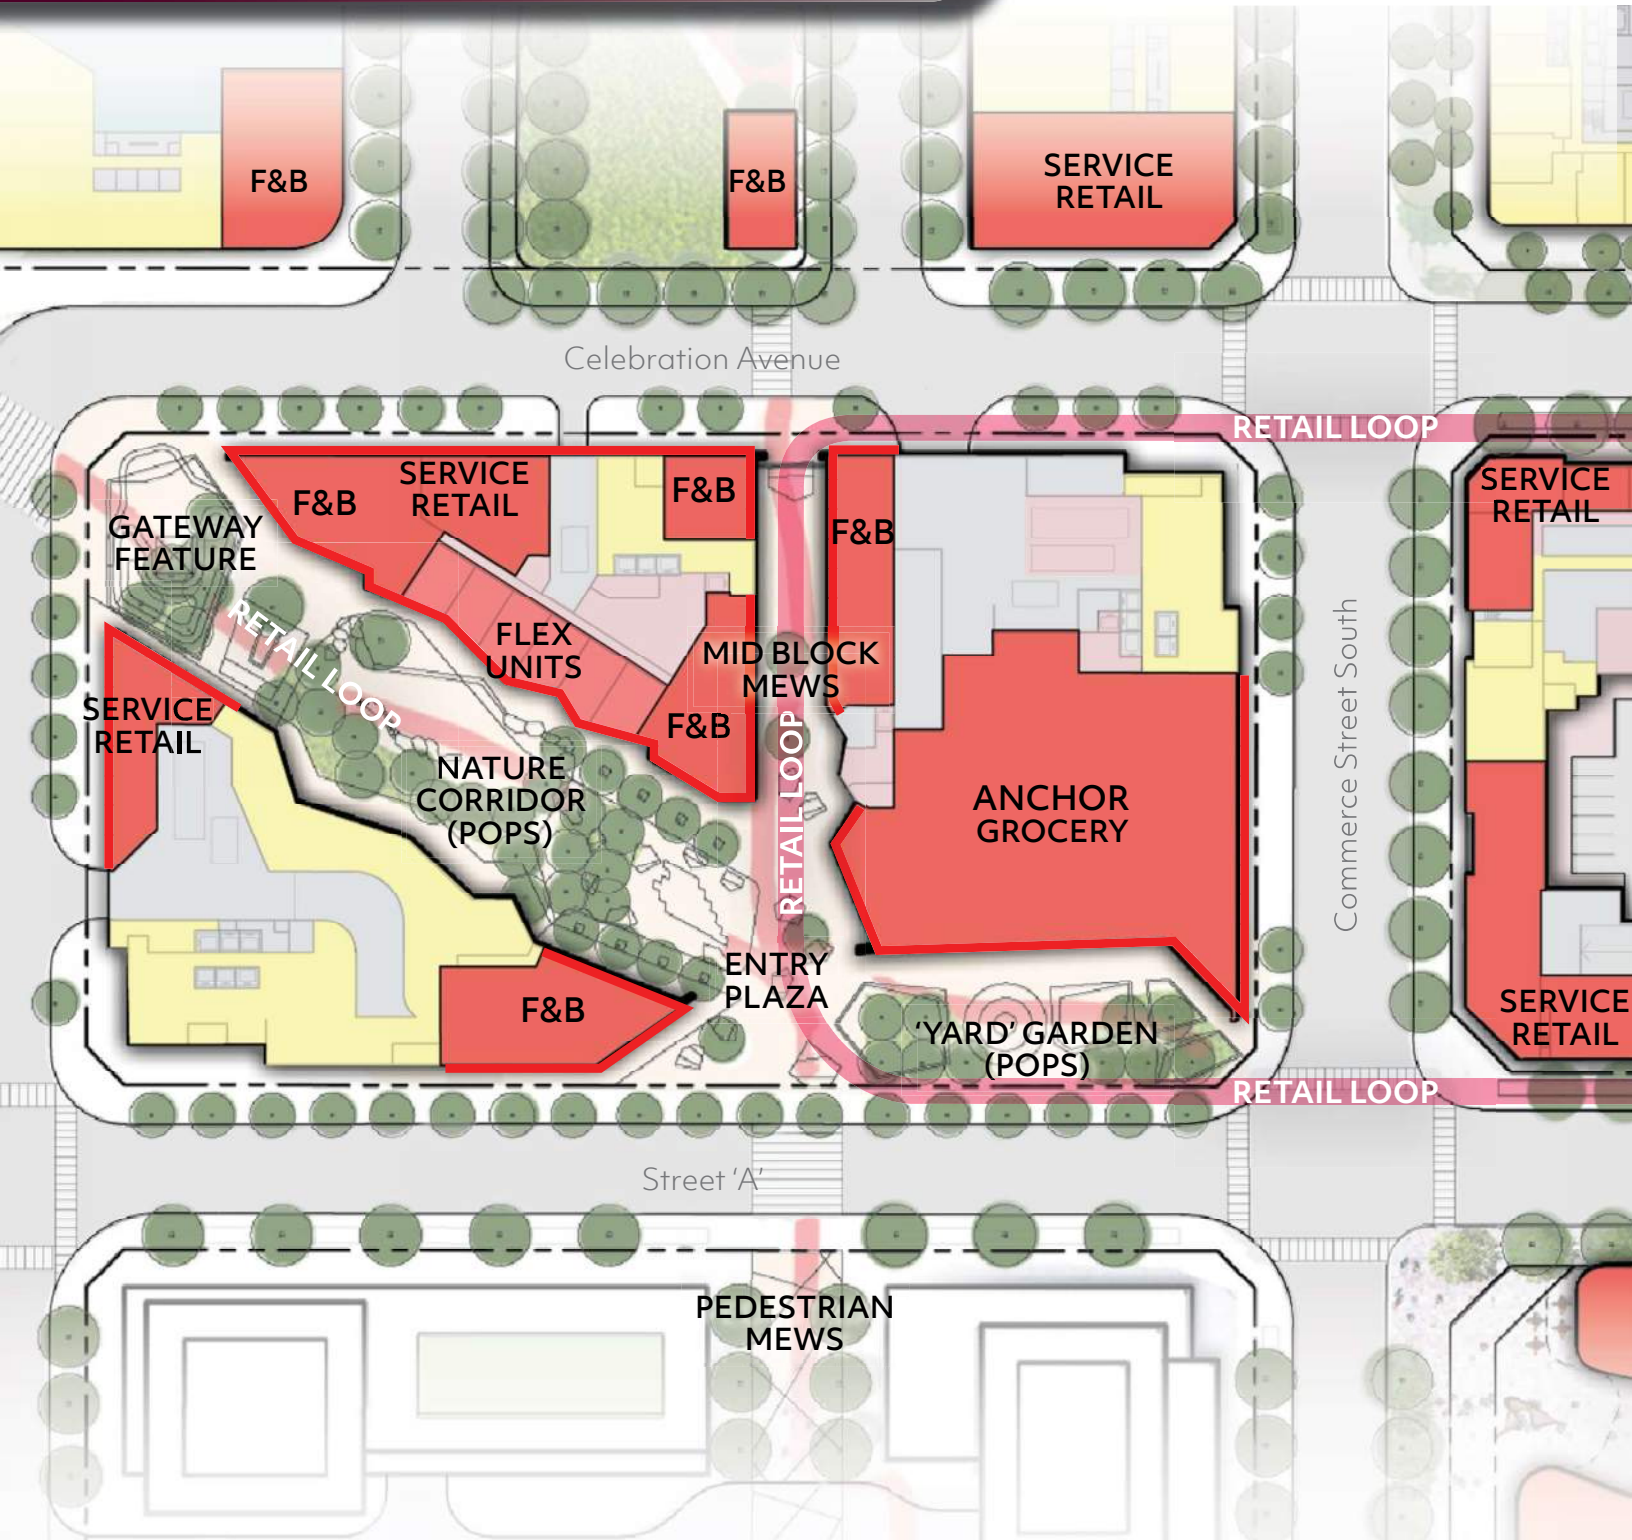 F&B
F&B
SERVICE
RETAIL
Celebration Avenue
RETAIL LOOP
F&B
SERVICE
RETAIL
F&B
F&B
SERVICE
RETAIL
GATEWAY
FEATURE
RETAIL LOOP
FLEX
UNITS
MID BLOCK
MEWS
Commerce Street South
SERVICE
RETAIL
F&B
RETAIL LOOP
NATURE
CORRIDOR
(POPS)
ANCHOR
GROCERY
ENTRY
PLAZA
F&B
'YARD' GARDEN
(POPS)
SERVICE
RETAIL
RETAIL LOOP
Street 'A'
PEDESTRIAN
MEWS